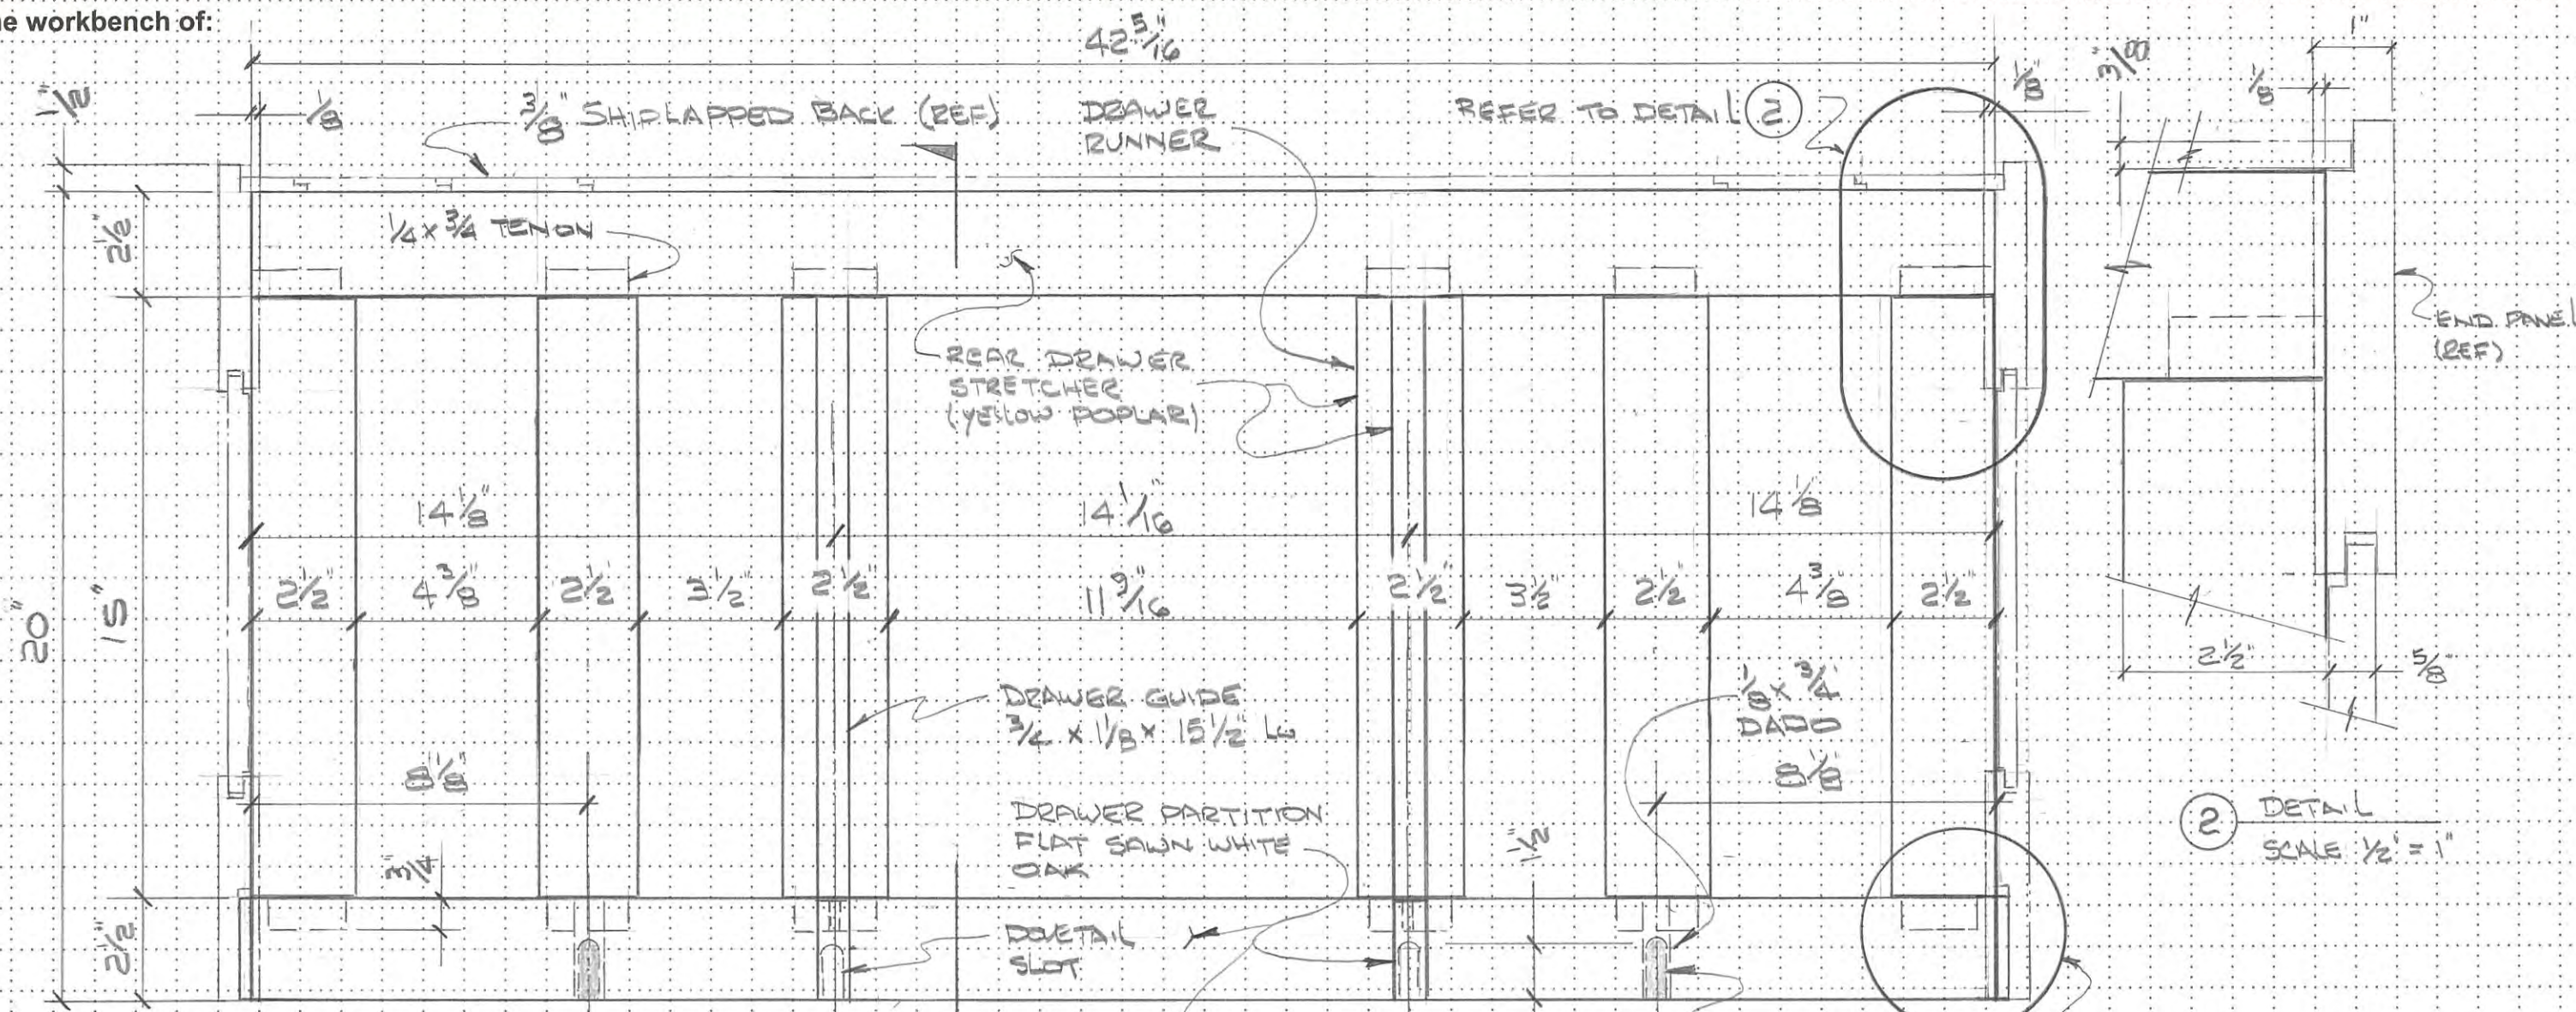 ne workbench of:
42 5/16"
1/2"
1/8
3/8" SHIPLAPPED BACK (REF)
DRAWER
RUNNER
REFER TO DETAIL 2
1/8"
3/8"
1/8
1"
2 1/2"
1/4 x 3/4 TENON
REAR DRAWER
STRETCHER
(YELLOW POPLAR)
END PANEL
(REF)
14 1/8"
14 1/16"
14 1/8"
2 1/2"
4 3/8"
2 1/2"
3 1/2"
2 1/2"
11 9/16"
2 1/2"
3 1/2"
2 1/2"
4 3/8"
2 1/2"
20"
15"
2 1/2"
5/8"
DRAWER GUIDE
3/4 x 1 1/8 x 15 1/2" LG
1/8 x 3/4
DADO
8 1/8"
8 1/8
DRAWER PARTITION
FLAT SAWN WHITE
OAK
1 1/2"
3/4"
2 1/2"
DOVETAIL
SLOT
2 DETAIL
SCALE 1/2" = 1"